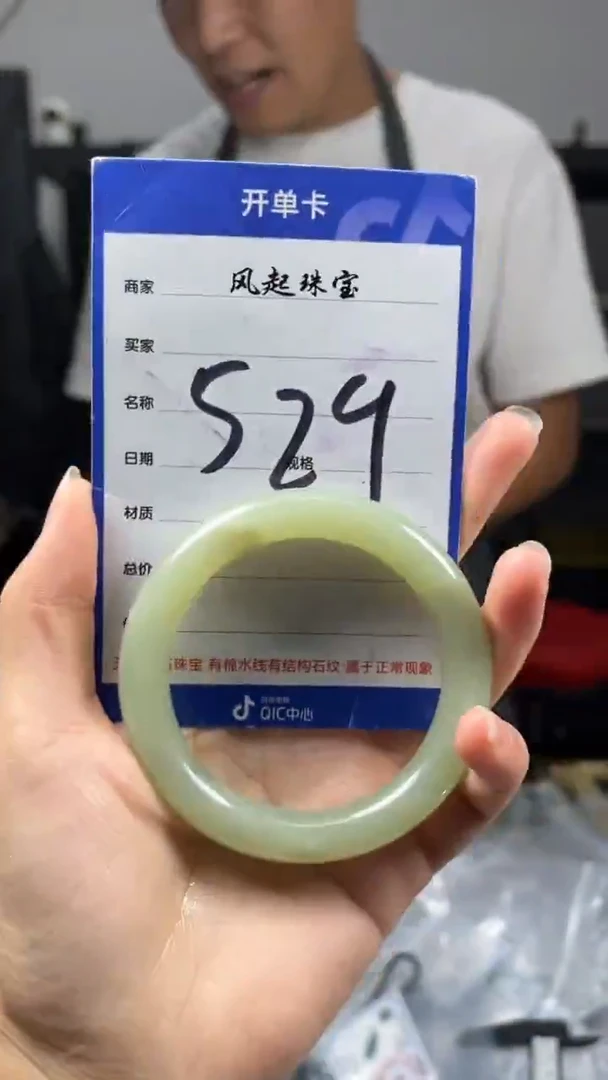 开单卡
商家 风起珠宝
买家
名称 529
日期 规格
材质
总价
珠宝 有棉水线有结构石纹 属于正常现象
QIC中心